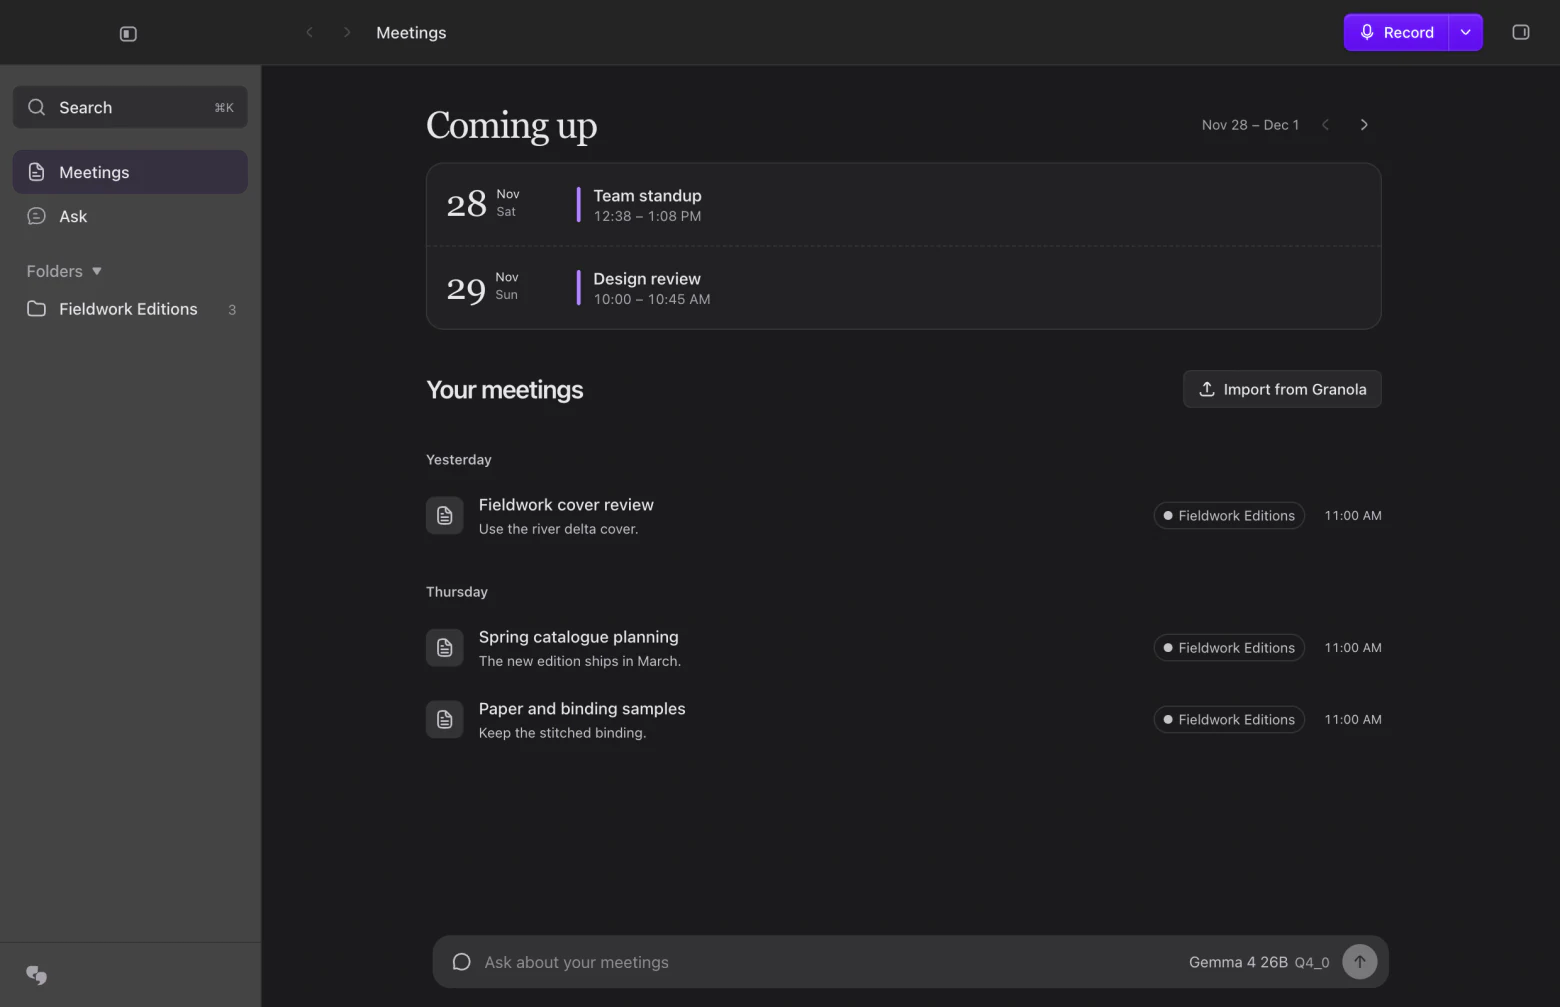 Meetings
Record
Search ⌘K
Meetings
Ask
Folders
Fieldwork Editions 3
Coming up
Nov 28 – Dec 1
28 Nov Sat
Team standup
12:38 – 1:08 PM
29 Nov Sun
Design review
10:00 – 10:45 AM
Your meetings
Import from Granola
Yesterday
Fieldwork cover review
Use the river delta cover.
Fieldwork Editions 11:00 AM
Thursday
Spring catalogue planning
The new edition ships in March.
Fieldwork Editions 11:00 AM
Paper and binding samples
Keep the stitched binding.
Fieldwork Editions 11:00 AM
Ask about your meetings
Gemma 4 26B Q4_0